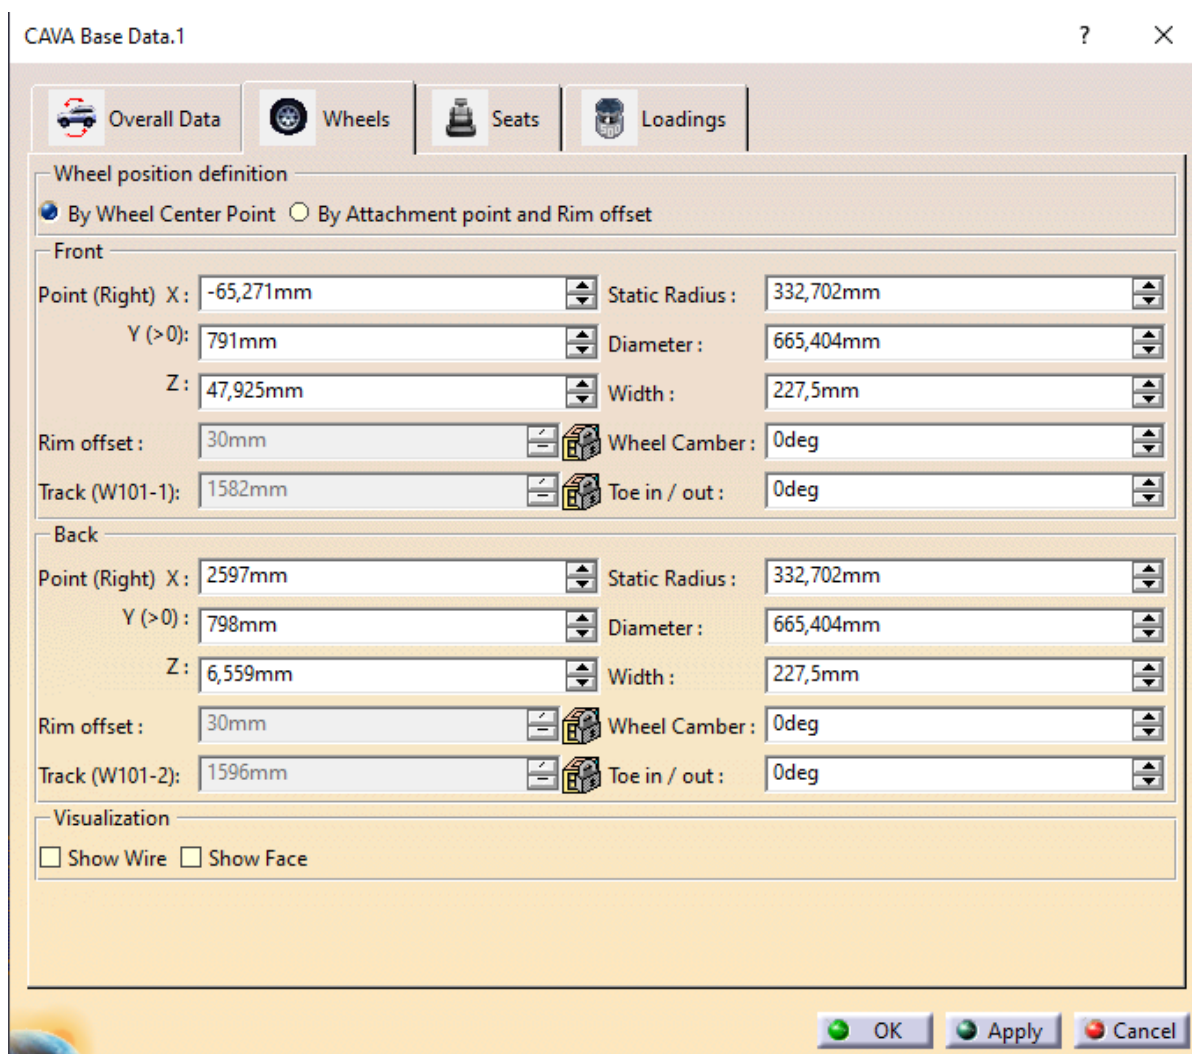 CAVA Base Data.1 ?
Overall Data Wheels Seats Loadings
Wheel position definition
By Wheel Center Point By Attachment point and Rim offset
Front
Point (Right) X : -65,271mm Static Radius : 332,702mm
Y (>0): 791mm Diameter : 665,404mm
Z : 47,925mm Width : 227,5mm
Rim offset : 30mm Wheel Camber : 0deg
Track (W101-1): 1582mm Toe in / out : 0deg
Back
Point (Right) X : 2597mm Static Radius : 332,702mm
Y (>0) : 798mm Diameter : 665,404mm
Z : 6,559mm Width : 227,5mm
Rim offset : 30mm Wheel Camber : 0deg
Track (W101-2): 1596mm Toe in / out : 0deg
Visualization
Show Wire Show Face
OK Apply Cancel